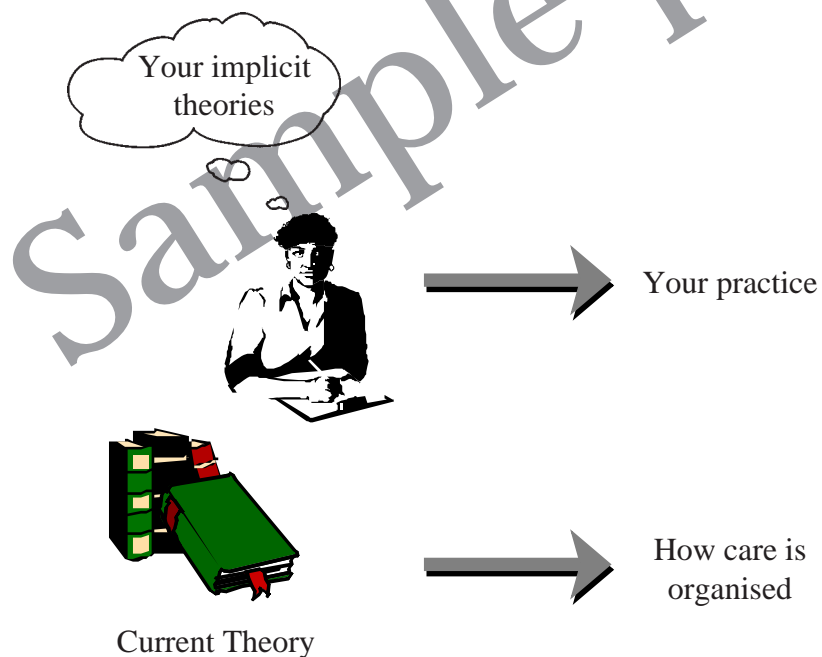 Sample
Your implicit
theories
Your practice
How care is
organised
Current Theory